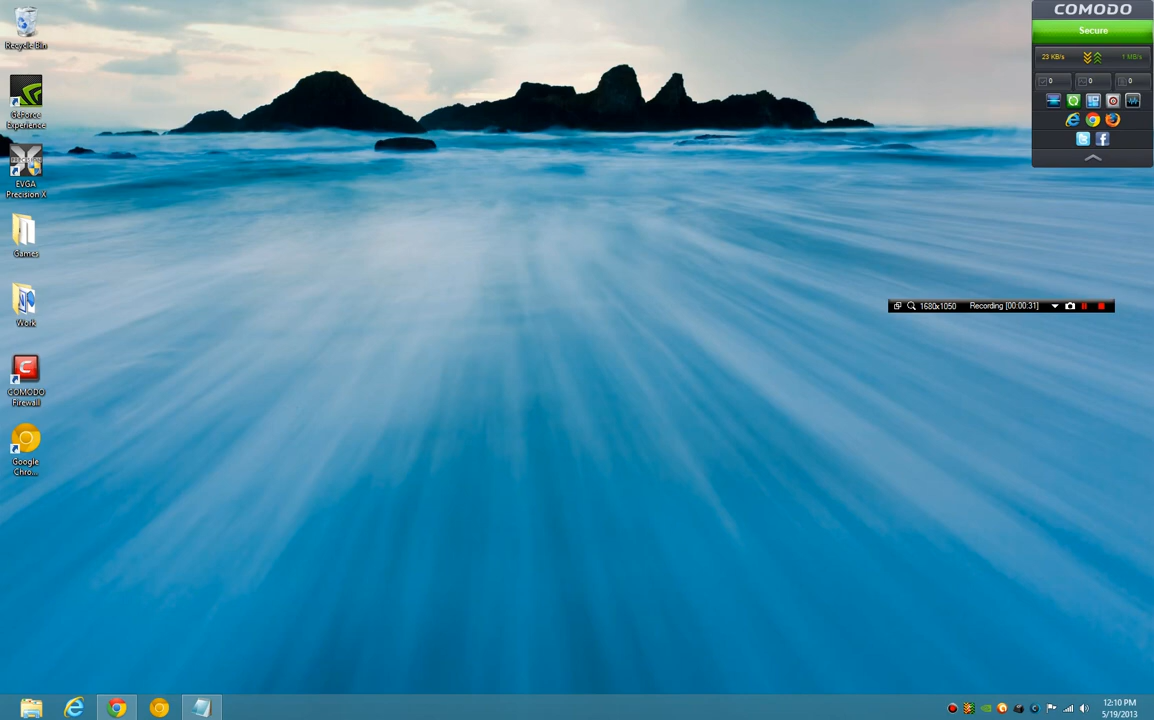 Recycle Bin
GeForce
Experience
EVGA
Precision X
Games
Work
COMODO
Firewall
Google
Chro...
COMODO
Secure
23 KB/s
1 MB/s
0
0
0
1680x1050
Recording [00:00:31]
12:10 PM
5/19/2013